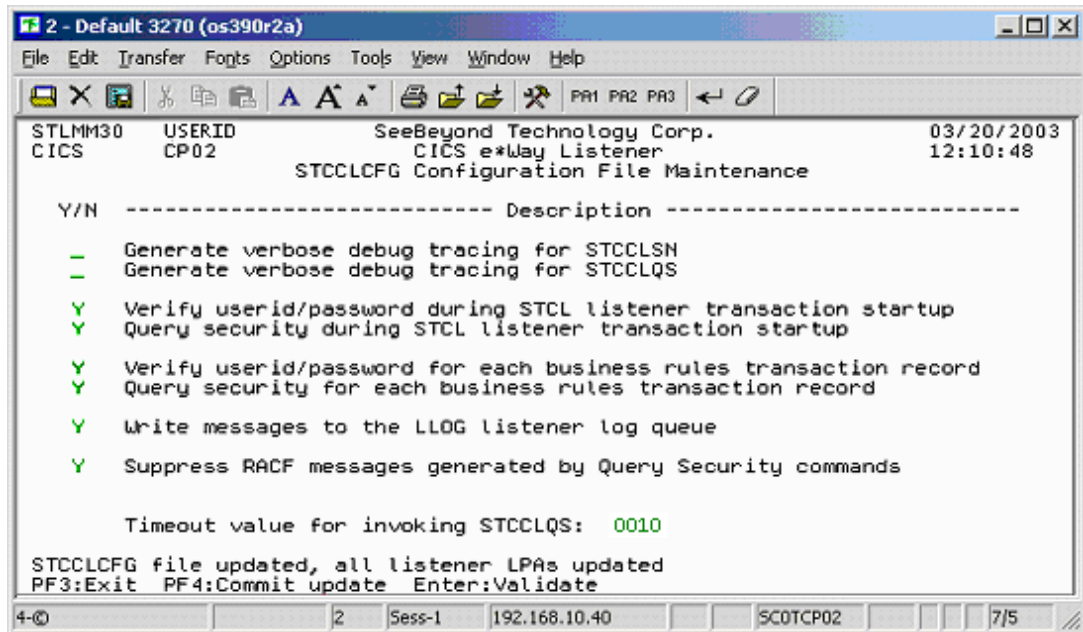 2 - Default 3270 (os390r2a)
File Edit Transfer Fonts Options Tools View Window Help
A A A PA1 PA2 PA3
STLMM30 USERID SeeBeyond Technology Corp. 03/20/2003
CICS CP02 CICS e*Way Listener 12:10:48
STCCLCFG Configuration File Maintenance
Y/N ---------------------------- Description ---------------------------
_ Generate verbose debug tracing for STCCLSN
_ Generate verbose debug tracing for STCCLQS
Y Verify userid/password during STCL listener transaction startup
Y Query security during STCL listener transaction startup
Y Verify userid/password for each business rules transaction record
Y Query security for each business rules transaction record
Y Write messages to the LLOG listener log queue
Y Suppress RACF messages generated by Query Security commands
Timeout value for invoking STCCLQS: 0010
STCCLCFG file updated, all listener LPAs updated
PF3:Exit PF4:Commit update Enter:Validate
4-© 2 Sess-1 192.168.10.40 SC0TCP02 7/5